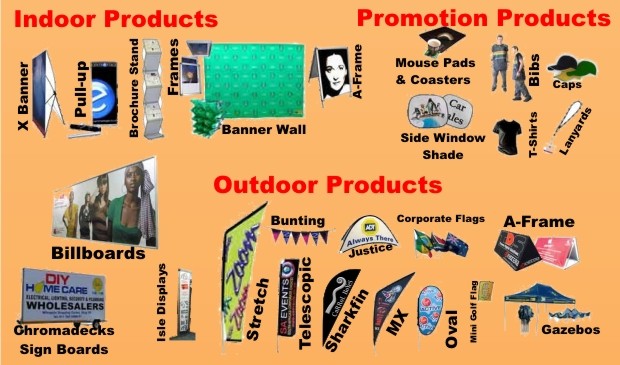 Indoor Products
Promotion Products
X Banner
Pull-up
Brochure Stand
Frames
Banner Wall
A-Frame
Mouse Pads
& Coasters
Bibs
Caps
Car
Side Window
Shade
T-Shirts
Lanyards
Outdoor Products
Billboards
Bunting
ADT
Always There
Justice
Corporate Flags
A-Frame
DIY
HOME CARE
ELECTRICAL, LIGHTING, SECURITY & PLUMBING
WHOLESALERS
Chromadecks
Sign Boards
Isle Displays
Zoom
Stretch
SA EVENTS
Telescopic
Sharkfin
MX
Oval
Mini Golf Flag
Gazebos